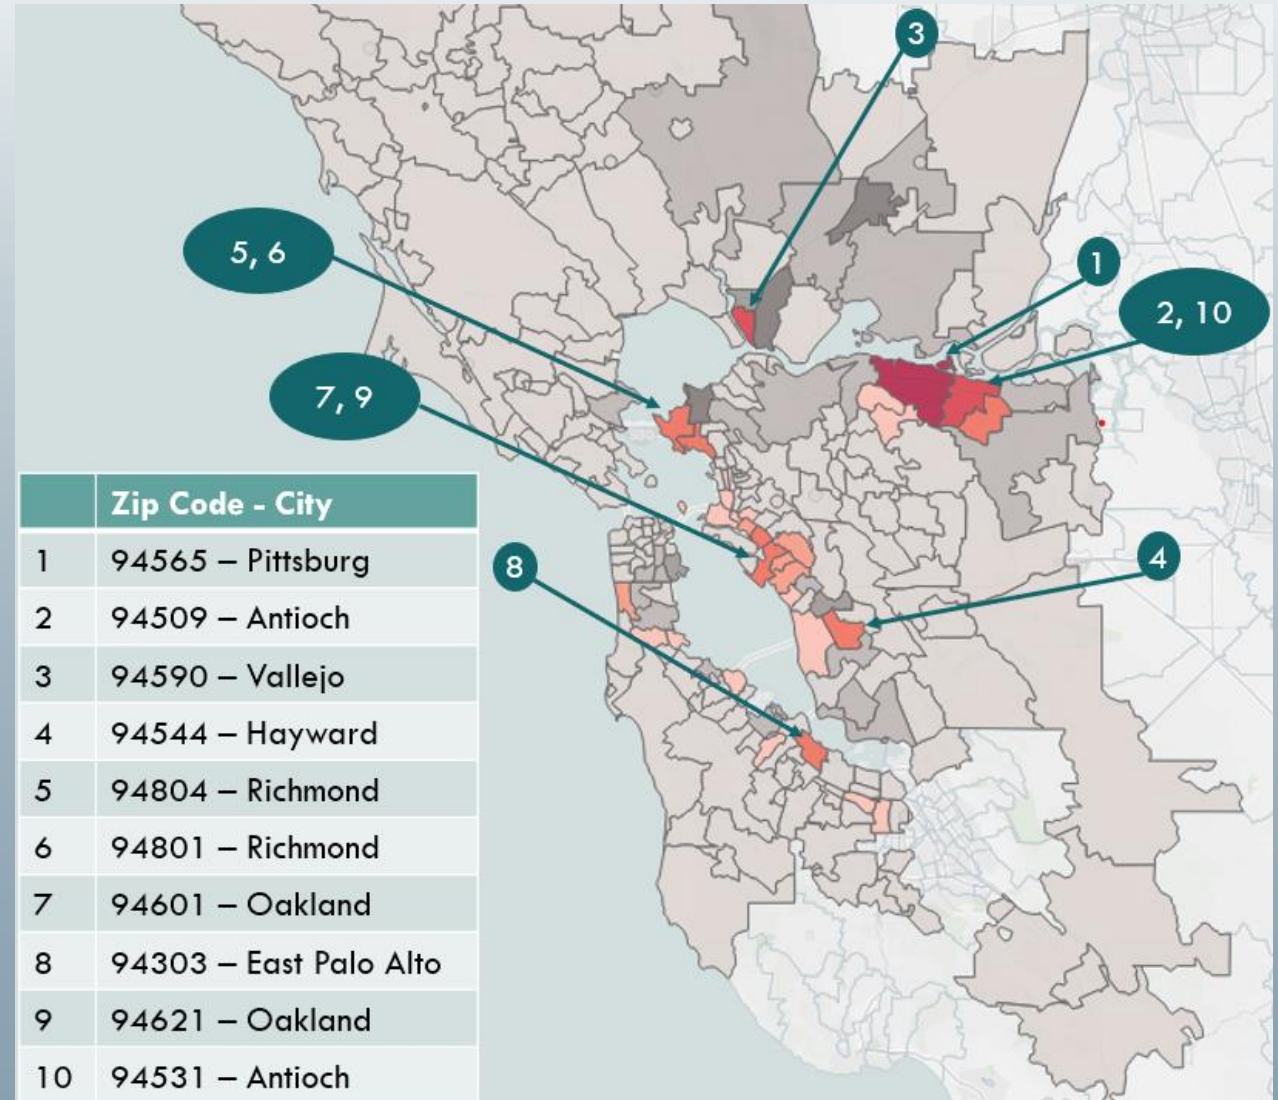 3
5, 6
1
2, 10
7, 9
8
4
Zip Code - City
1 94565 – Pittsburg
2 94509 – Antioch
3 94590 – Vallejo
4 94544 – Hayward
5 94804 – Richmond
6 94801 – Richmond
7 94601 – Oakland
8 94303 – East Palo Alto
9 94621 – Oakland
10 94531 – Antioch